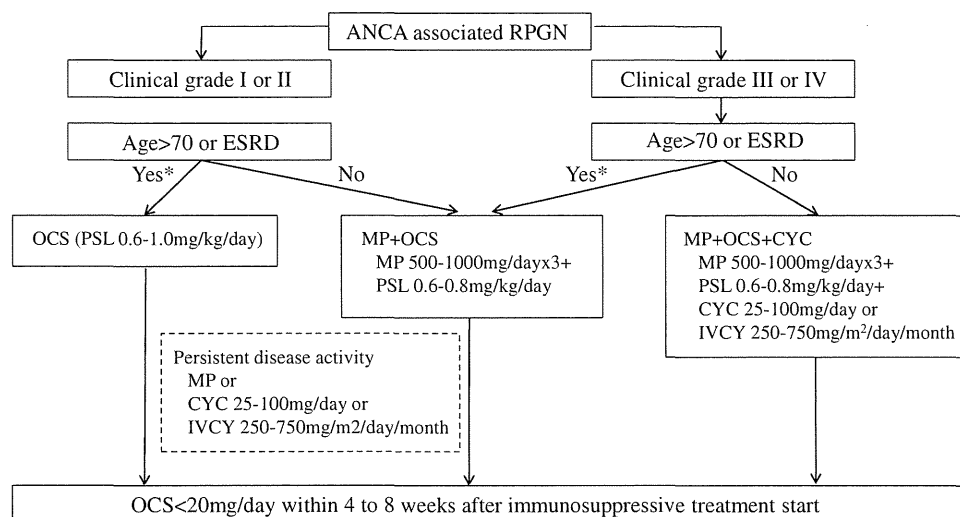 ANCA associated RPGN
Clinical grade I or II
Clinical grade III or IV
Age>70 or ESRD
Age>70 or ESRD
Yes*
No
Yes*
No
OCS (PSL 0.6-1.0mg/kg/day)
MP+OCS
MP 500-1000mg/dayx3+
PSL 0.6-0.8mg/kg/day
MP+OCS+CYC
MP 500-1000mg/dayx3+
PSL 0.6-0.8mg/kg/day+
CYC 25-100mg/day or
IVCY 250-750mg/m²/day/month
Persistent disease activity
MP or
CYC 25-100mg/day or
IVCY 250-750mg/m2/day/month
OCS<20mg/day within 4 to 8 weeks after immunosuppressive treatment start